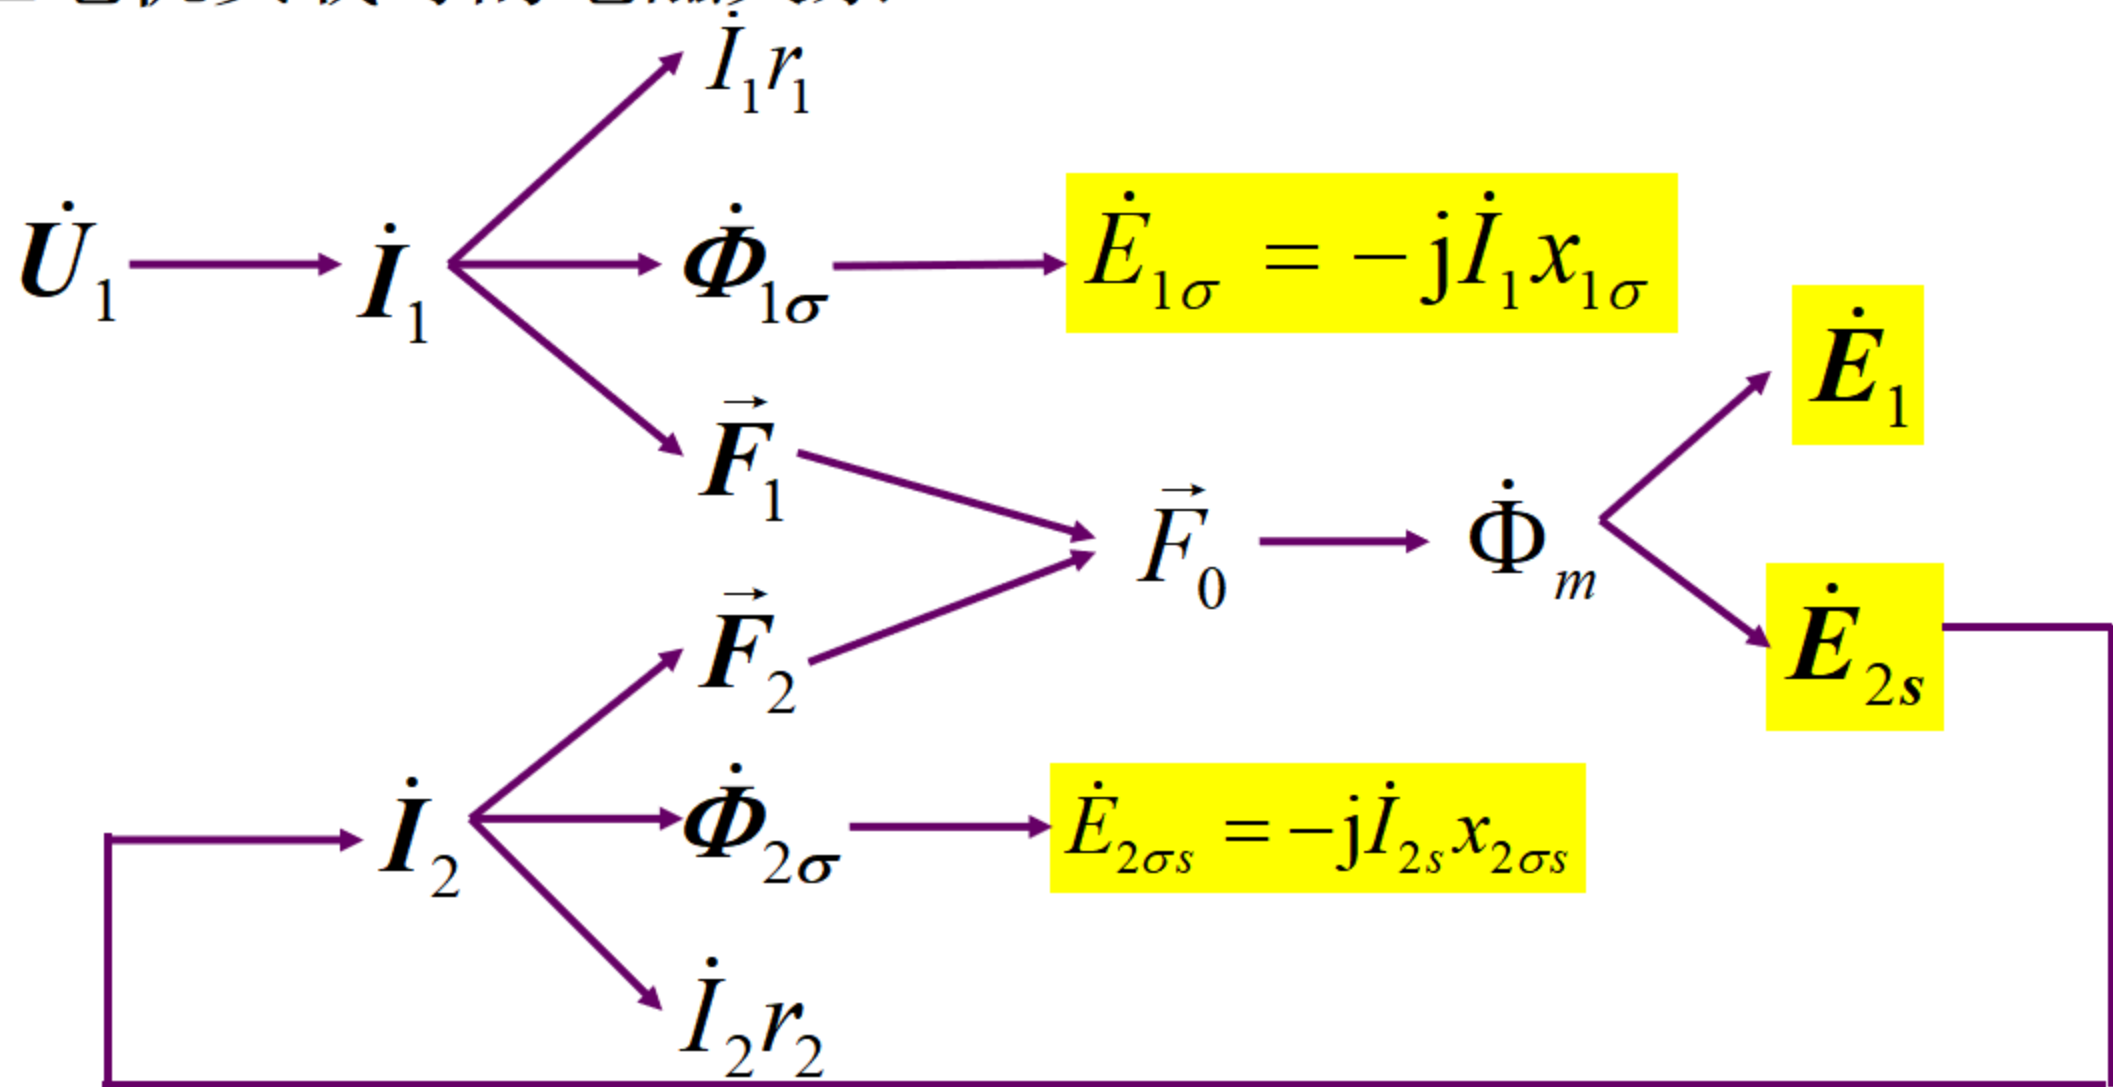 İ₁r₁
U̇₁ İ₁ Φ̇₁σ Ė₁σ = −jİ₁x₁σ
Ė₁
F⃗₁
F⃗₀ Φ̇ₘ
F⃗₂ Ė₂ₛ
İ₂ Φ̇₂σ Ė₂σₛ = −jİ₂ₛx₂σₛ
İ₂r₂